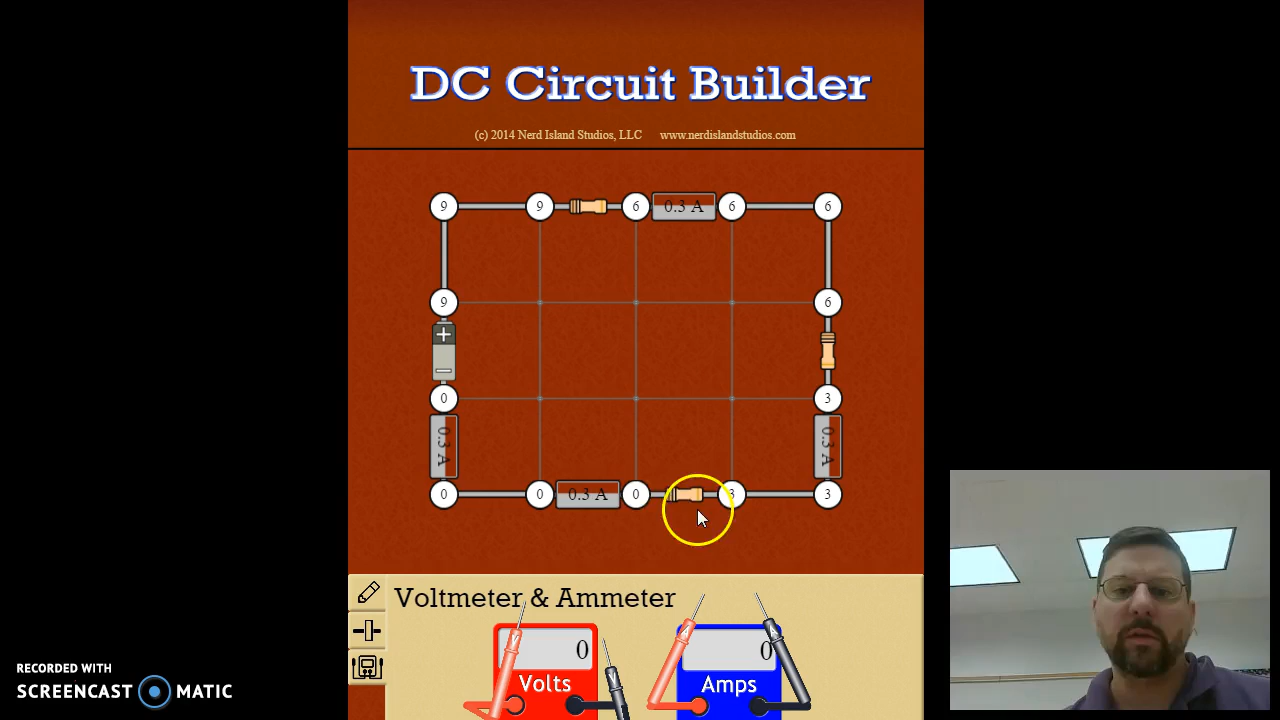 DC Circuit Builder
(c) 2014 Nerd Island Studios, LLC www.nerdislandstudios.com
9 9 6 0.3 A 6 6
9 6
+
−
0 3
0.3 A 0.3 A
0 0 0.3 A 0 3 3
Voltmeter & Ammeter
0 0
Volts Amps
RECORDED WITH
SCREENCAST MATIC